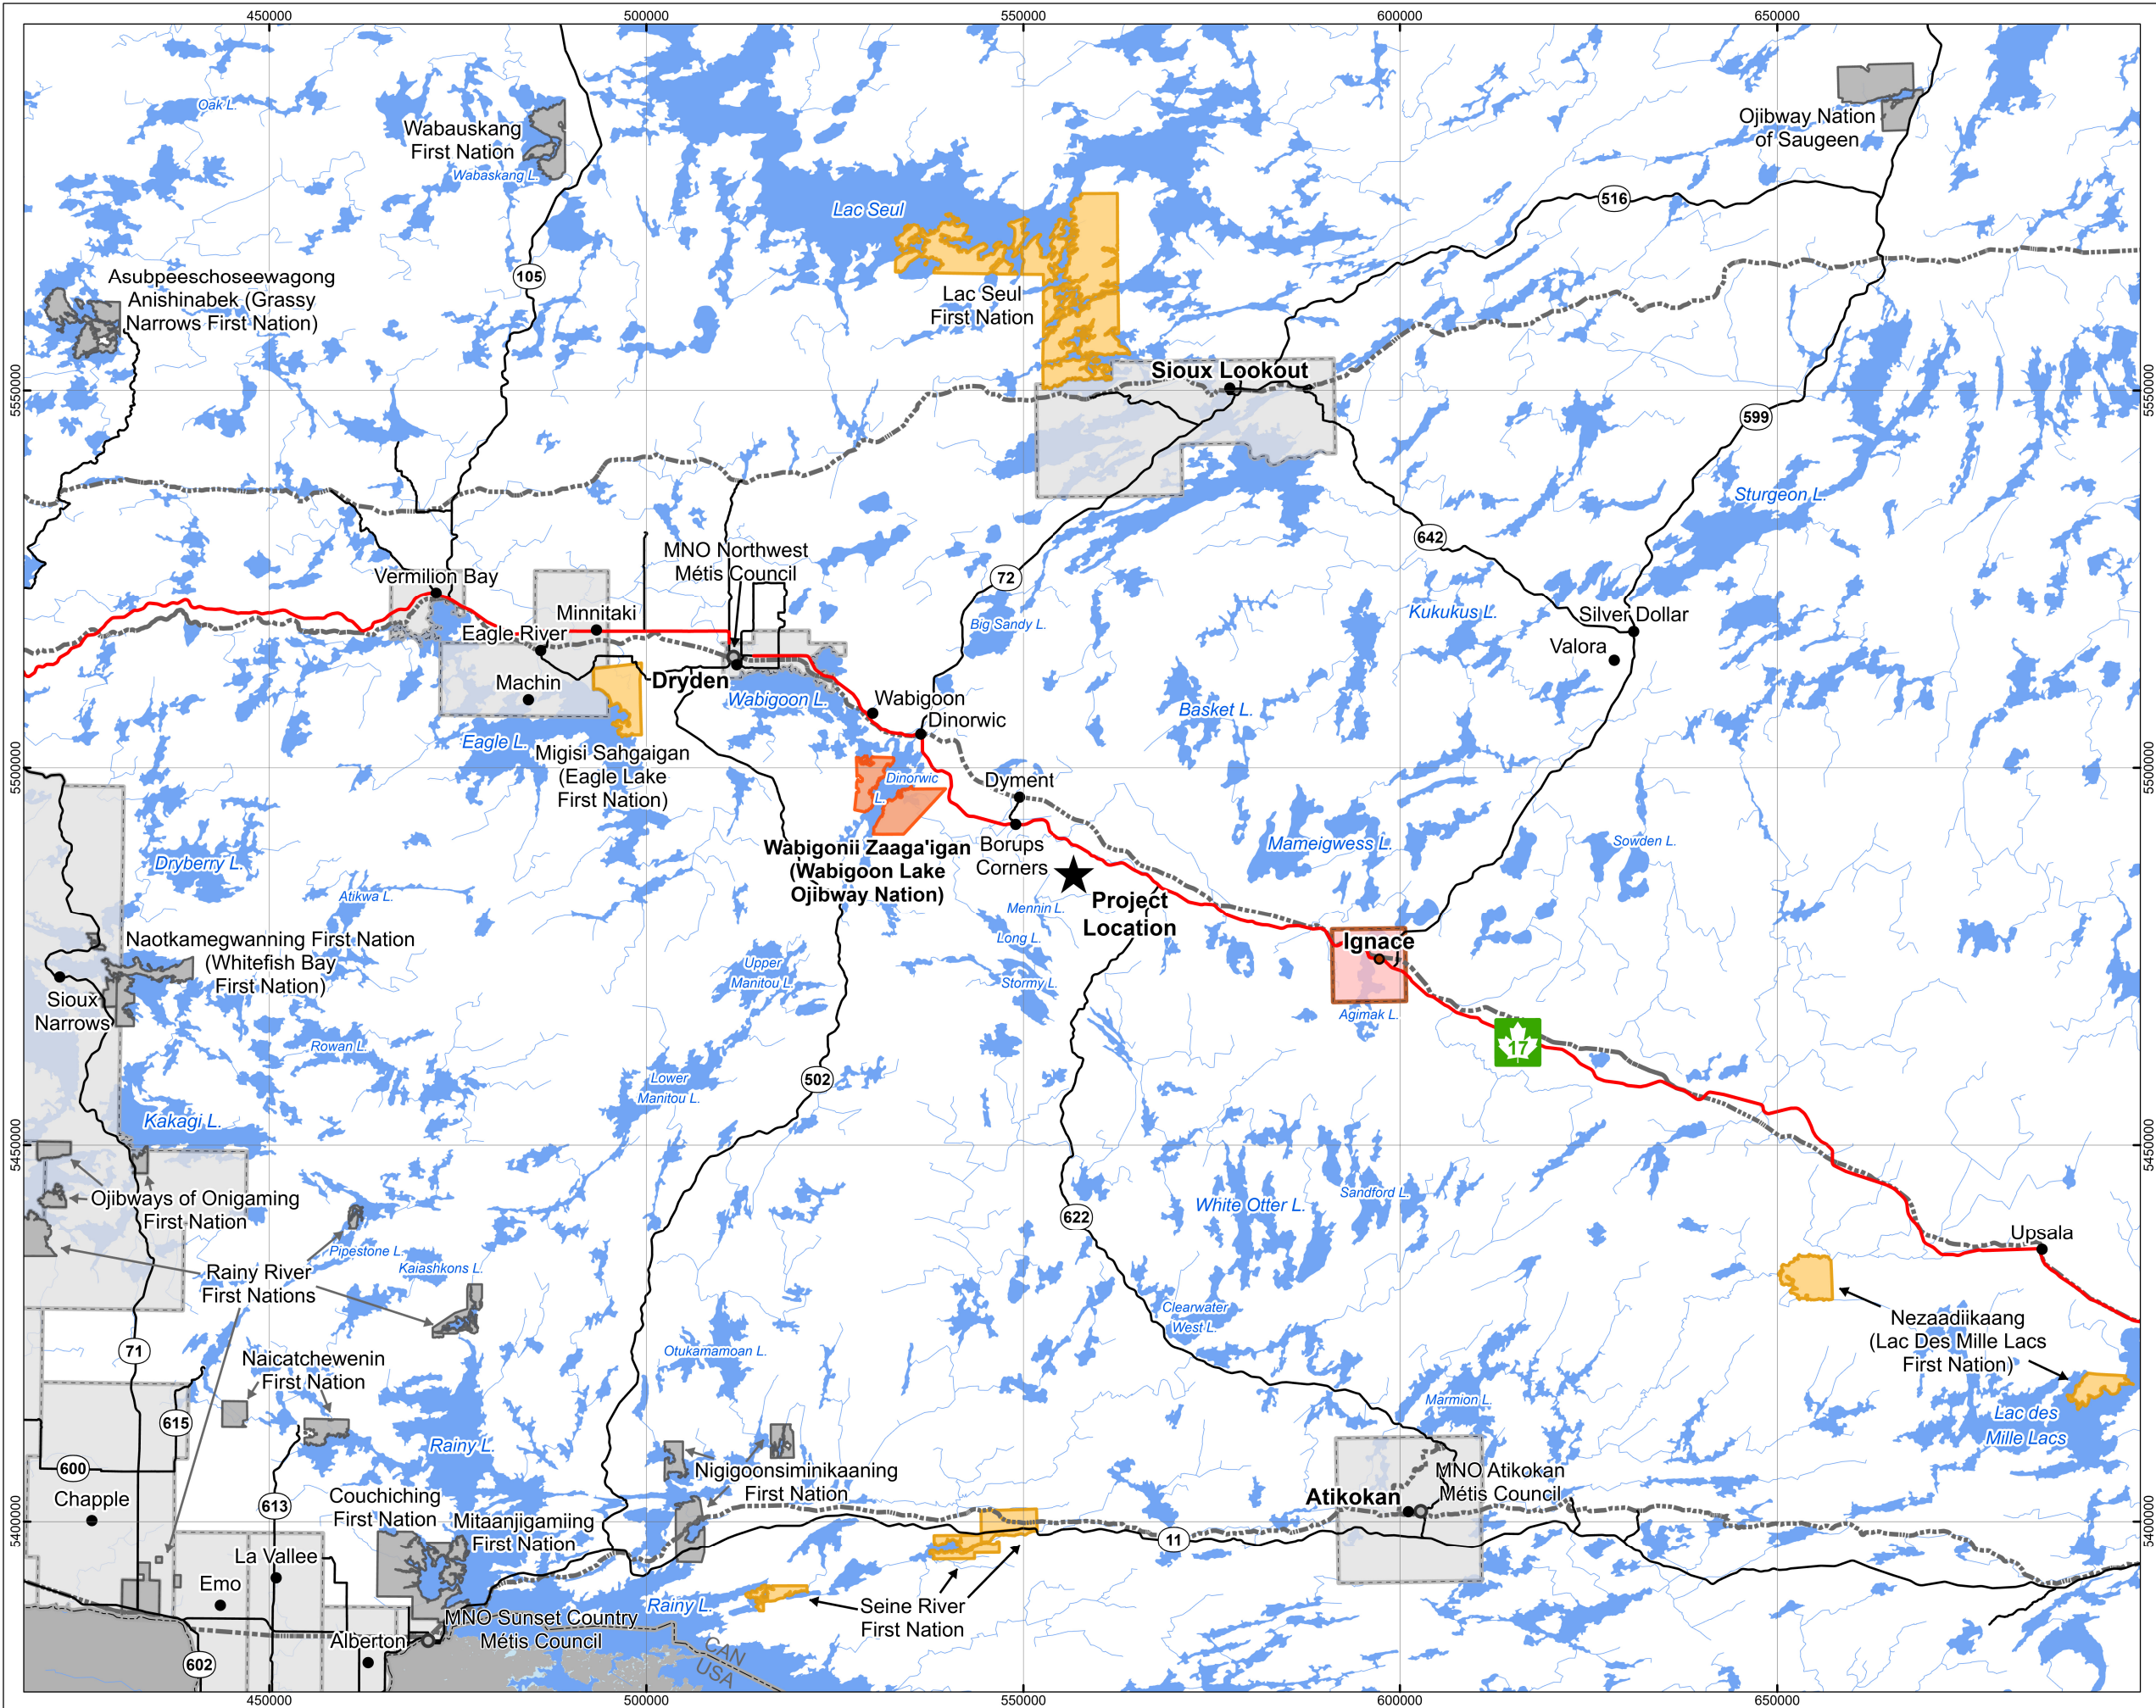 450000
500000
550000
600000
650000
Oak L.
Wabauskang
First Nation
Wabaskang L.
Ojibway Nation
of Saugeen
Lac Seul
516
105
Asubpeeschoseewagong
Anishinabek (Grassy
Narrows First Nation)
Lac Seul
First Nation
Sioux Lookout
5550000
5550000
599
Sturgeon L.
642
MNO Northwest
Métis Council
72
Vermilion Bay
Minnitaki
Eagle River
Big Sandy L.
Kukukus L.
Silver Dollar
Valora
Machin
Dryden
Wabigoon L.
Wabigoon
Dinorwic
Basket L.
Eagle L.
Migisi Sahgaigan
(Eagle Lake
First Nation)
5500000
5500000
Dinorwic
L.
Dyment
Wabigonii Zaaga'igan
(Wabigoon Lake
Ojibway Nation)
Borups
Corners
Mameigwess L.
Sowden L.
Dryberry L.
Atikwa L.
Project
Location
Mennin L.
Long L.
Stormy L.
Ignace
Agimak L.
Naotkamegwanning First Nation
(Whitefish Bay
First Nation)
Sioux
Narrows
Upper
Manitou L.
17
Rowan L.
Lower
Manitou L.
502
Kakagi L.
5450000
5450000
Ojibways of Onigaming
First Nation
White Otter L.
Sandford L.
622
Pipestone L.
Kaiashkons L.
Rainy River
First Nations
Upsala
Clearwater
West L.
Nezaadiikaang
(Lac Des Mille Lacs
First Nation)
71
Naicatchewenin
First Nation
Otukamamoan L.
Marmion L.
615
Lac des
Mille Lacs
Rainy L.
600
Nigigoonsiminikaaning
First Nation
MNO Atikokan
Métis Council
Atikokan
Chapple
613
Couchiching
First Nation
Mitaanjigamiing
First Nation
5400000
5400000
11
La Vallee
Emo
Rainy L.
Seine River
First Nation
MNO Sunset Country
Métis Council
Alberton
CAN
USA
602
450000
500000
550000
600000
650000